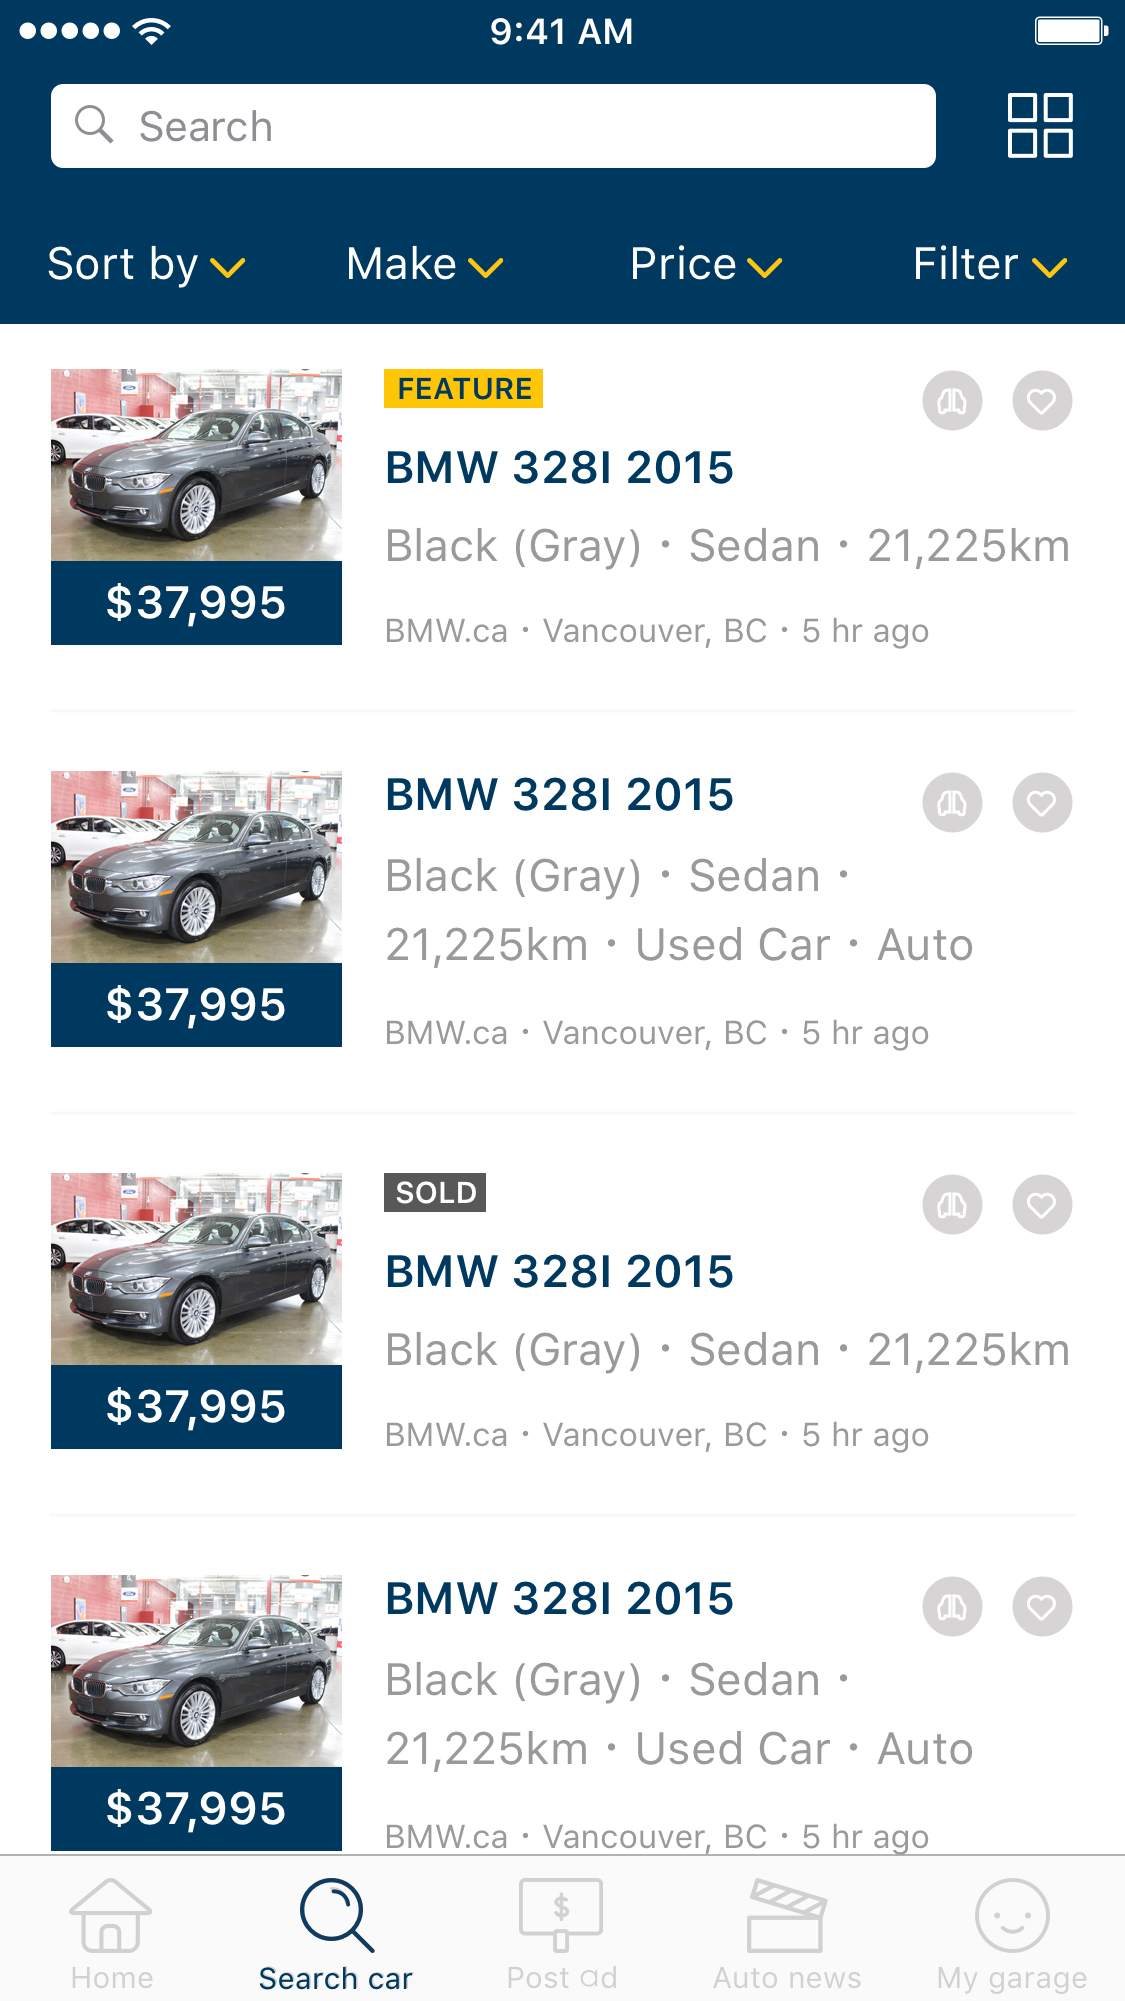 9:41 AM
Search
Sort by
Make
Price
Filter
FEATURE
BMW 328I 2015
Black (Gray) · Sedan · 21,225km
$37,995
BMW.ca · Vancouver, BC · 5 hr ago
BMW 328I 2015
Black (Gray) · Sedan ·
21,225km · Used Car · Auto
$37,995
BMW.ca · Vancouver, BC · 5 hr ago
SOLD
BMW 328I 2015
Black (Gray) · Sedan · 21,225km
$37,995
BMW.ca · Vancouver, BC · 5 hr ago
BMW 328I 2015
Black (Gray) · Sedan ·
21,225km · Used Car · Auto
$37,995
BMW.ca · Vancouver, BC · 5 hr ago
$
Home
Search car
Post ad
Auto news
My garage